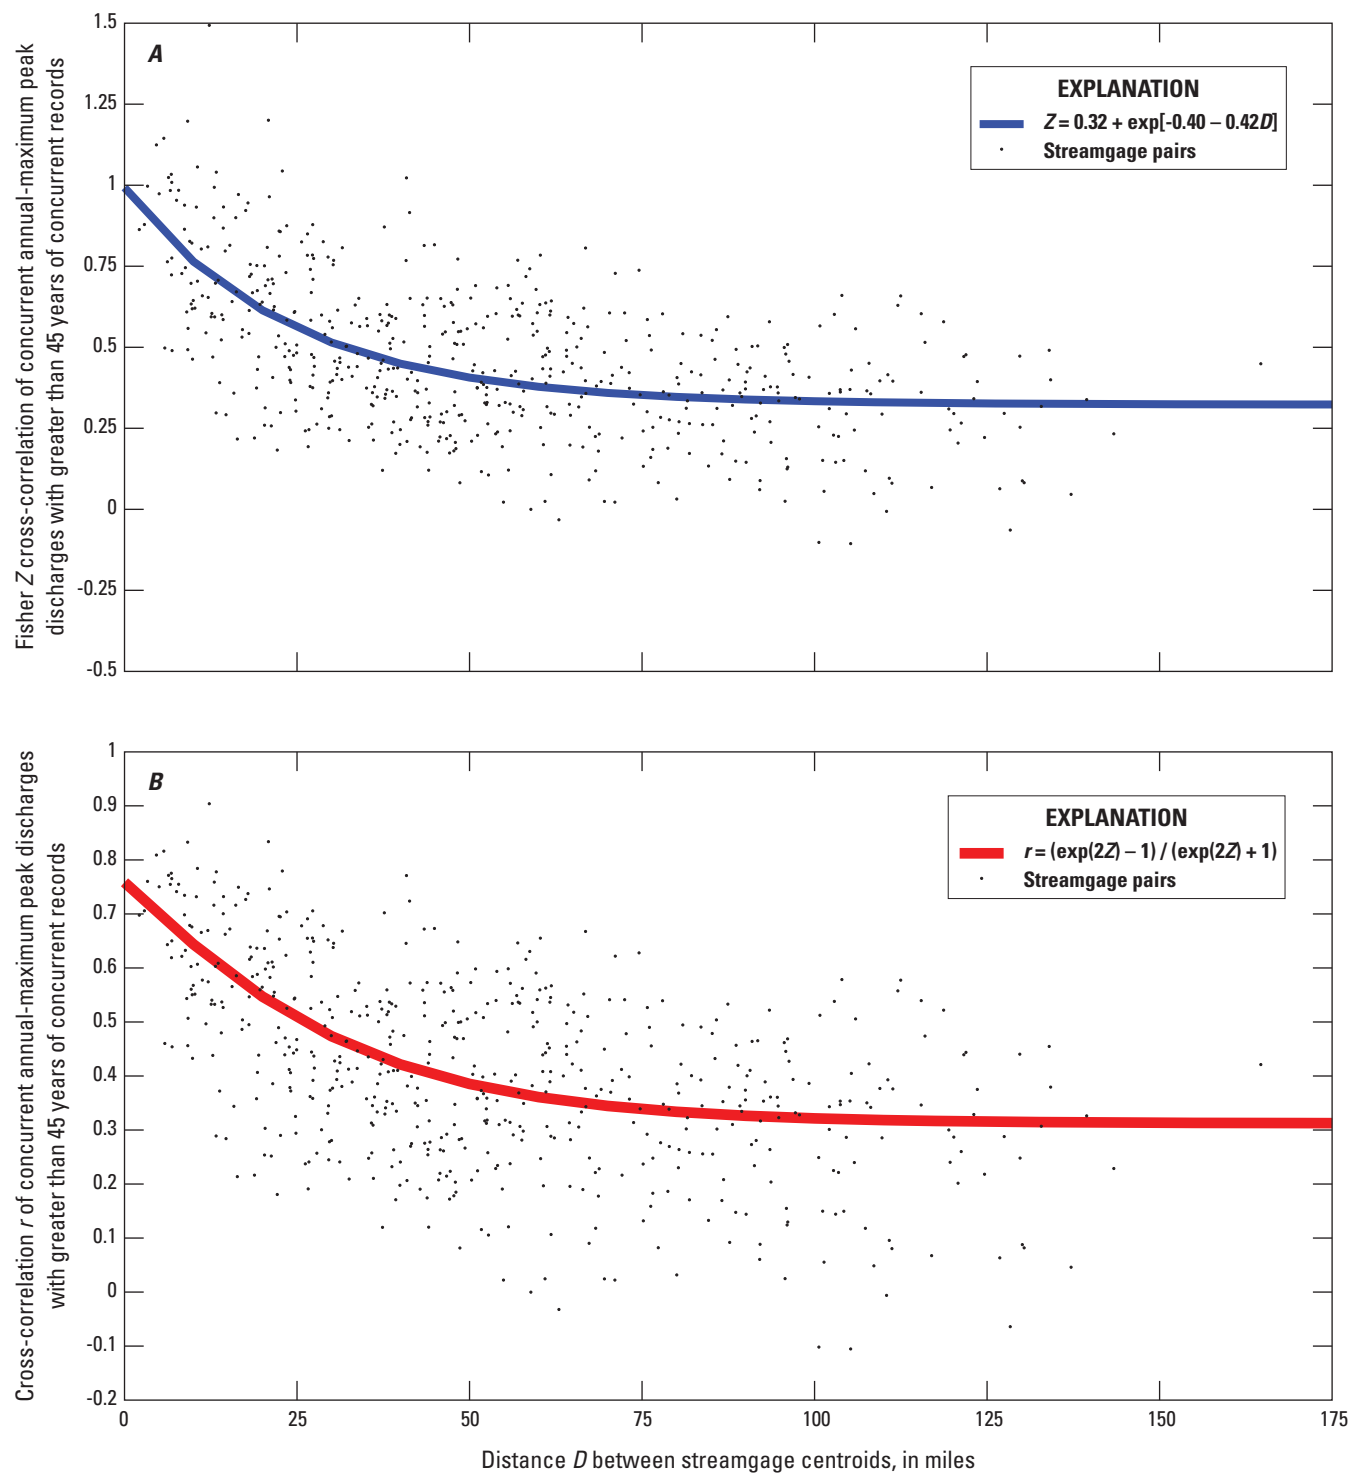 Fisher Z cross-correlation of concurrent annual-maximum peak
discharges with greater than 45 years of concurrent records
1.5
1.25
1
0.75
0.5
0.25
0
-0.25
-0.5
A
EXPLANATION
Z = 0.32 + exp[-0.40 – 0.42D]
Streamgage pairs
Cross-correlation r of concurrent annual-maximum peak discharges
with greater than 45 years of concurrent records
1
0.9
0.8
0.7
0.6
0.5
0.4
0.3
0.2
0.1
0
-0.1
-0.2
B
EXPLANATION
r = (exp(2Z) – 1) / (exp(2Z) + 1)
Streamgage pairs
0 25 50 75 100 125 150 175
Distance D between streamgage centroids, in miles